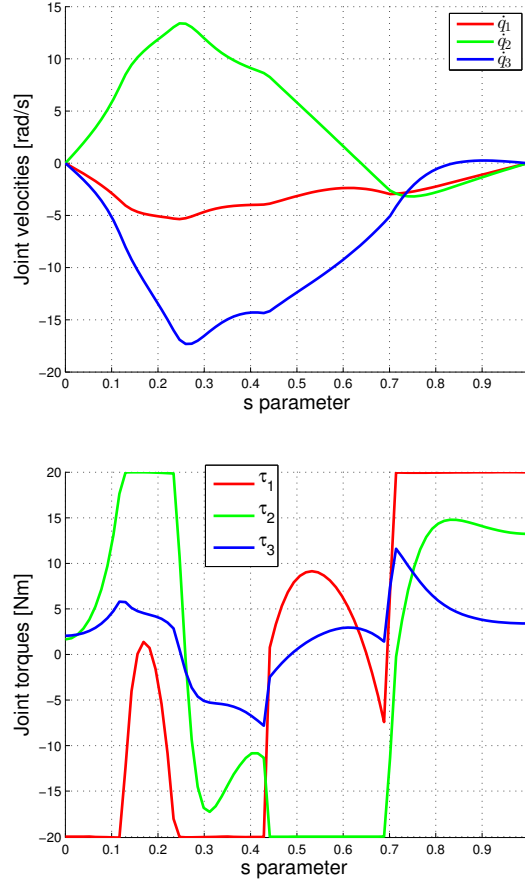 Joint velocities [rad/s]
20
15
10
5
0
−5
−10
−15
−20
0 0.1 0.2 0.3 0.4 0.5 0.6 0.7 0.8 0.9
s parameter
q̇1
q̇2
q̇3
Joint torques [Nm]
20
15
10
5
0
−5
−10
−15
−20
0 0.1 0.2 0.3 0.4 0.5 0.6 0.7 0.8 0.9
s parameter
τ1
τ2
τ3